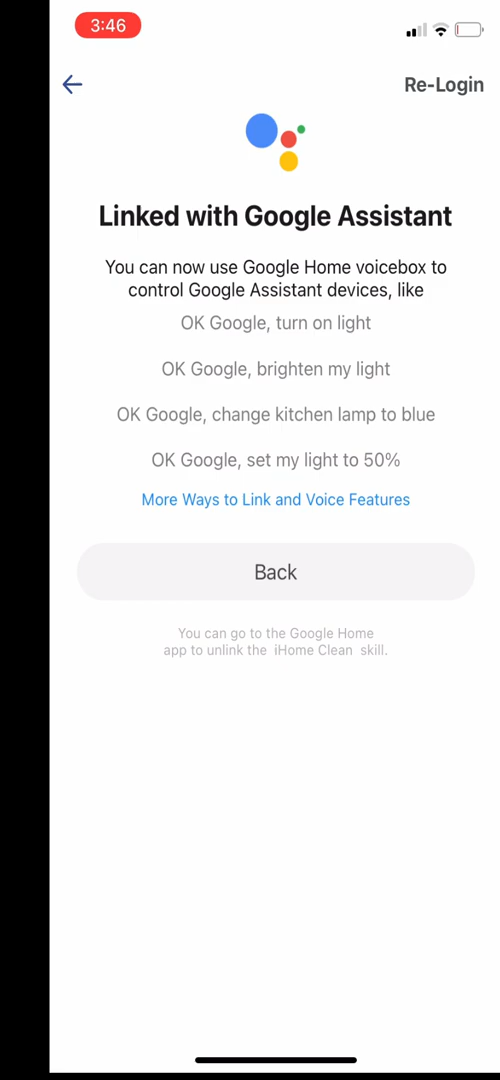 3:46
Re-Login
Linked with Google Assistant
You can now use Google Home voicebox to
control Google Assistant devices, like
OK Google, turn on light
OK Google, brighten my light
OK Google, change kitchen lamp to blue
OK Google, set my light to 50%
More Ways to Link and Voice Features
Back
You can go to the Google Home
app to unlink the iHome Clean skill.